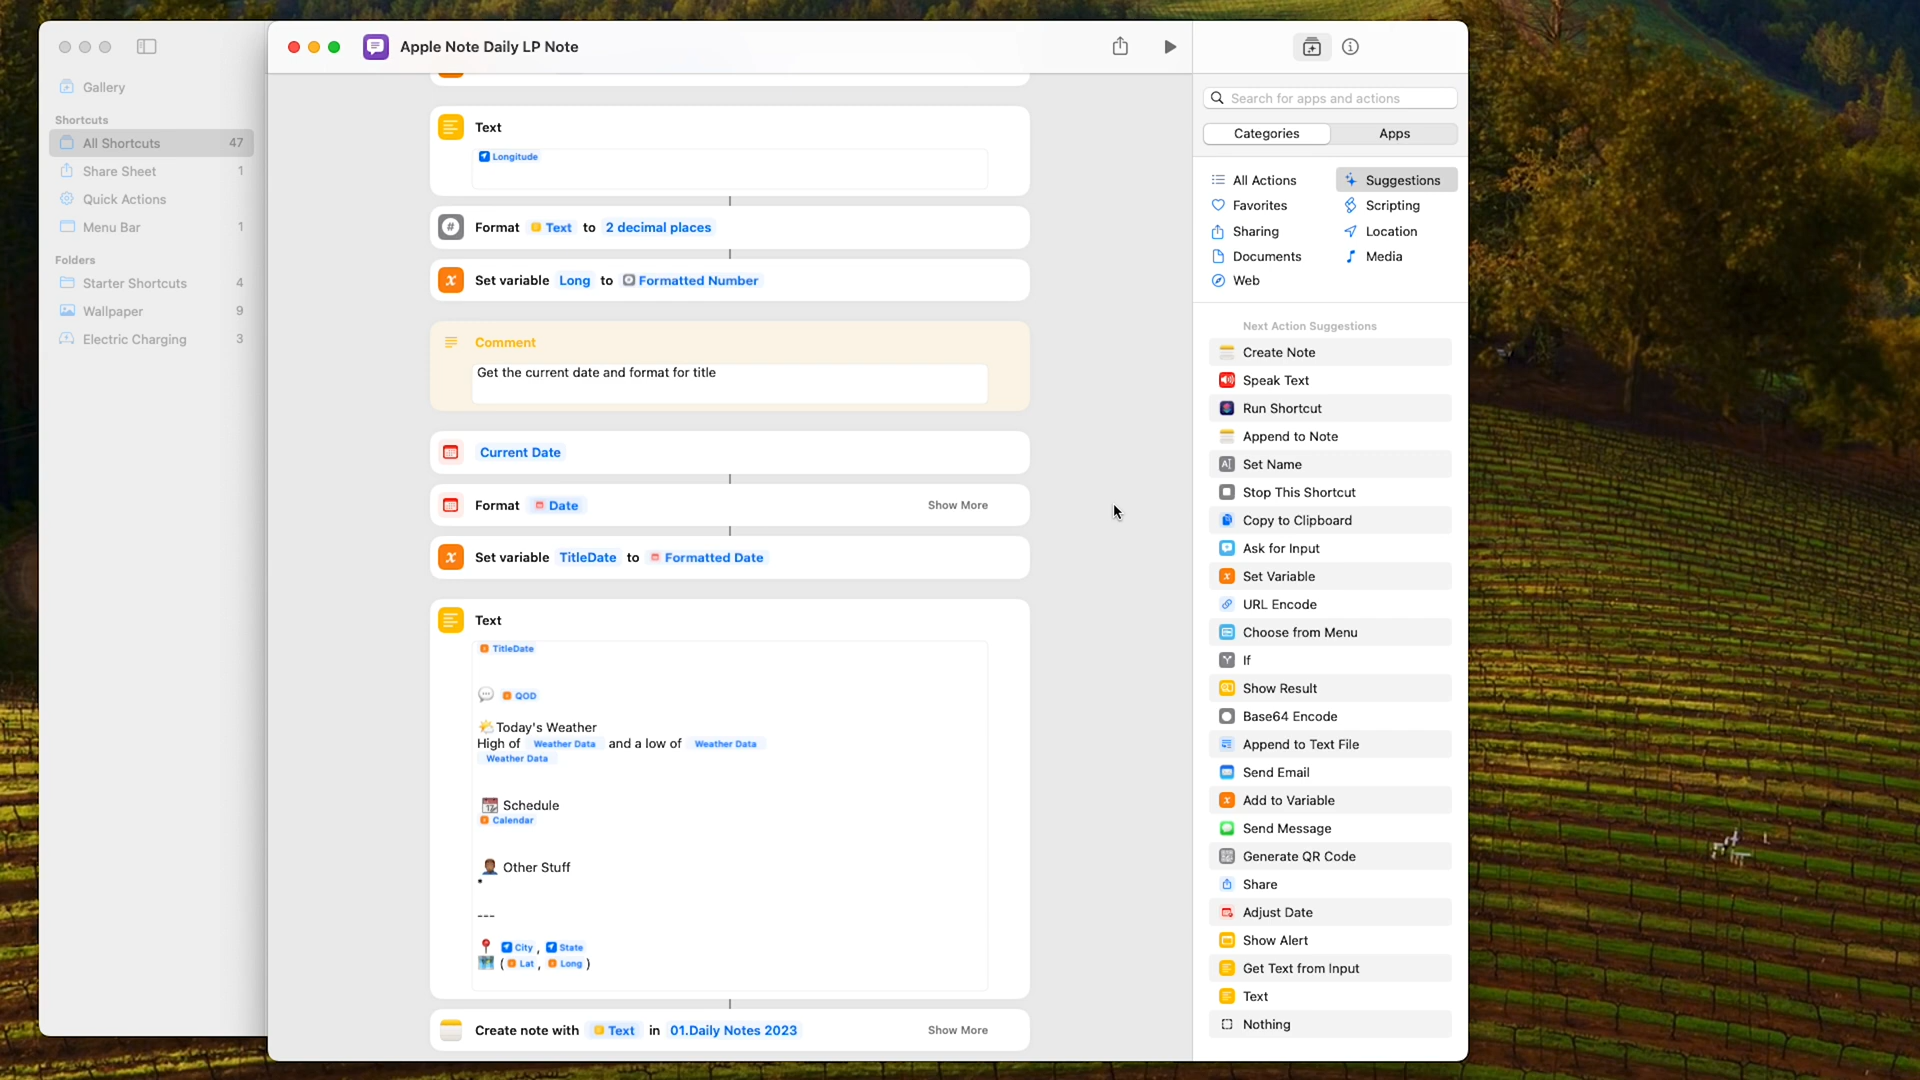 Apple Note Daily LP Note
Gallery
Shortcuts
All Shortcuts 47
Share Sheet 1
Quick Actions
Menu Bar 1
Folders
Starter Shortcuts 4
Wallpaper 9
Electric Charging 3
Text
Longitude
Format Text to 2 decimal places
Set variable Long to Formatted Number
Comment
Get the current date and format for title
Current Date
Format Date Show More
Set variable TitleDate to Formatted Date
Text
TitleDate
💬 QOD
🌤️Today's Weather
High of Weather Data and a low of Weather Data
Weather Data
📆 Schedule
Calendar
Other Stuff
*
---
📍 City , State
🗺️ ( Lat , Long )
Create note with Text in 01.Daily Notes 2023 Show More
Search for apps and actions
Categories Apps
All Actions Suggestions
Favorites Scripting
Sharing Location
Documents Media
Web
Next Action Suggestions
Create Note
Speak Text
Run Shortcut
Append to Note
Set Name
Stop This Shortcut
Copy to Clipboard
Ask for Input
Set Variable
URL Encode
Choose from Menu
If
Show Result
Base64 Encode
Append to Text File
Send Email
Add to Variable
Send Message
Generate QR Code
Share
Adjust Date
Show Alert
Get Text from Input
Text
Nothing